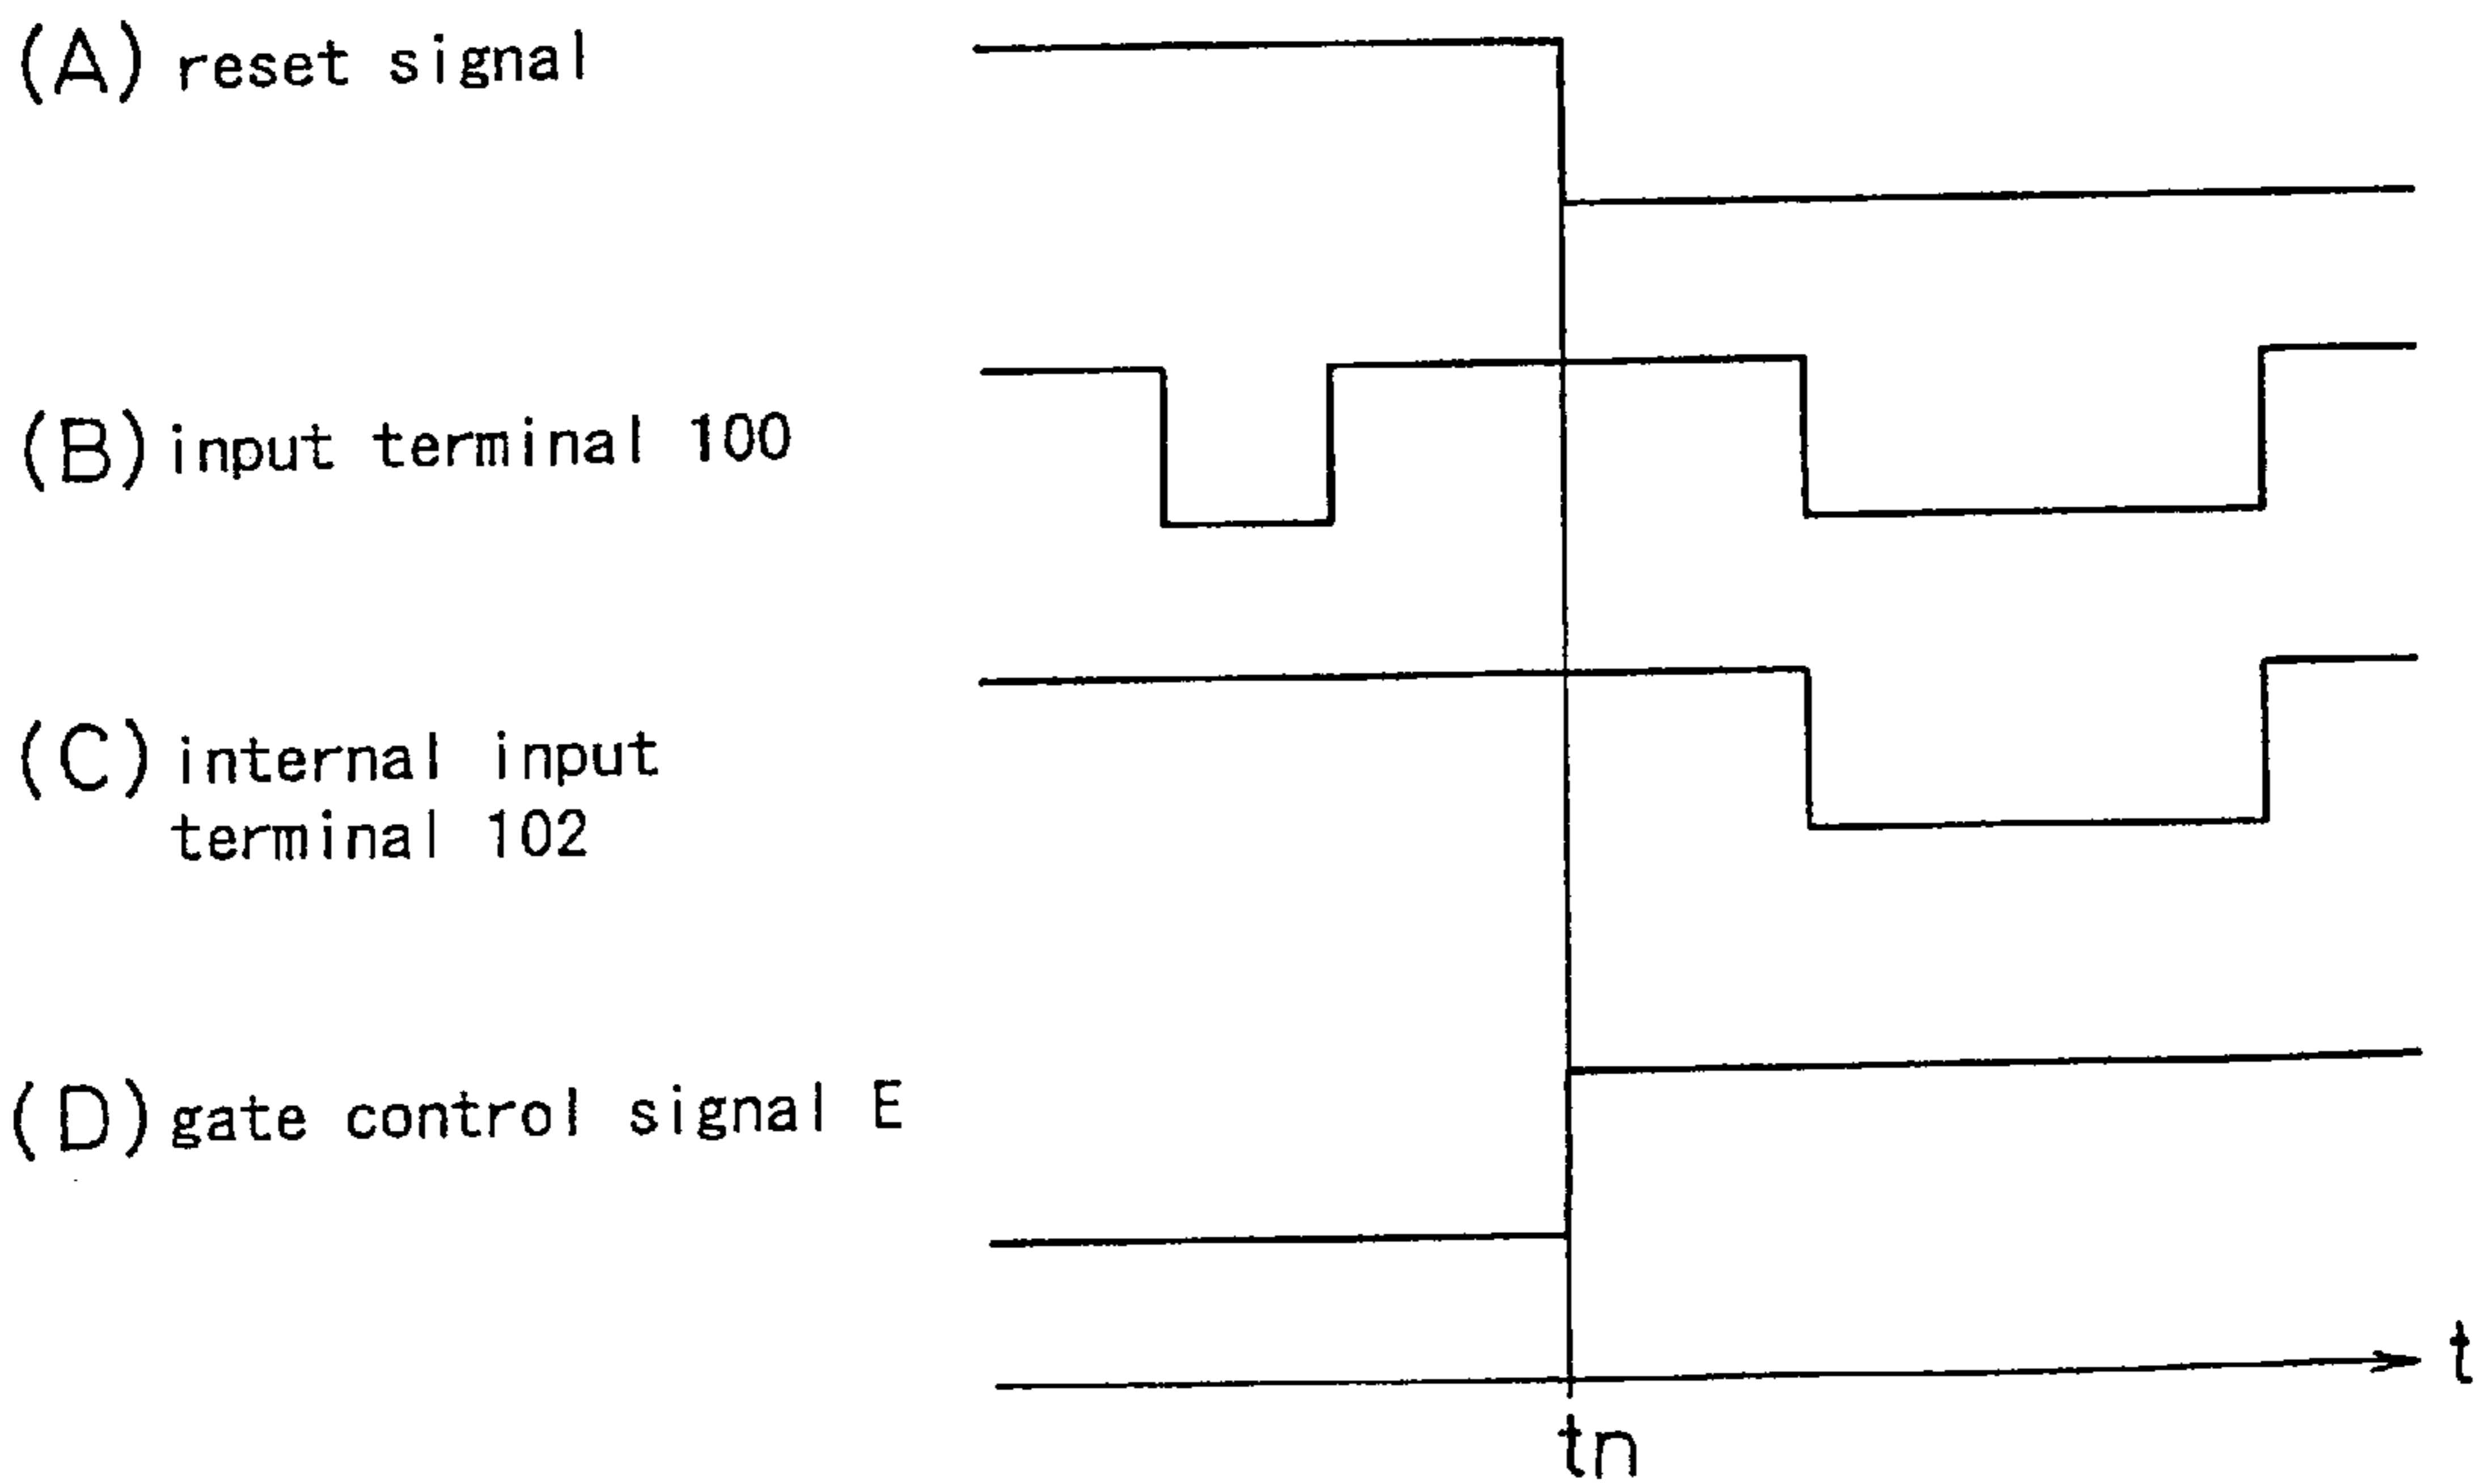 (A) reset signal
(B) input terminal 100
(C) internal input
terminal 102
(D) gate control signal E
t
tn